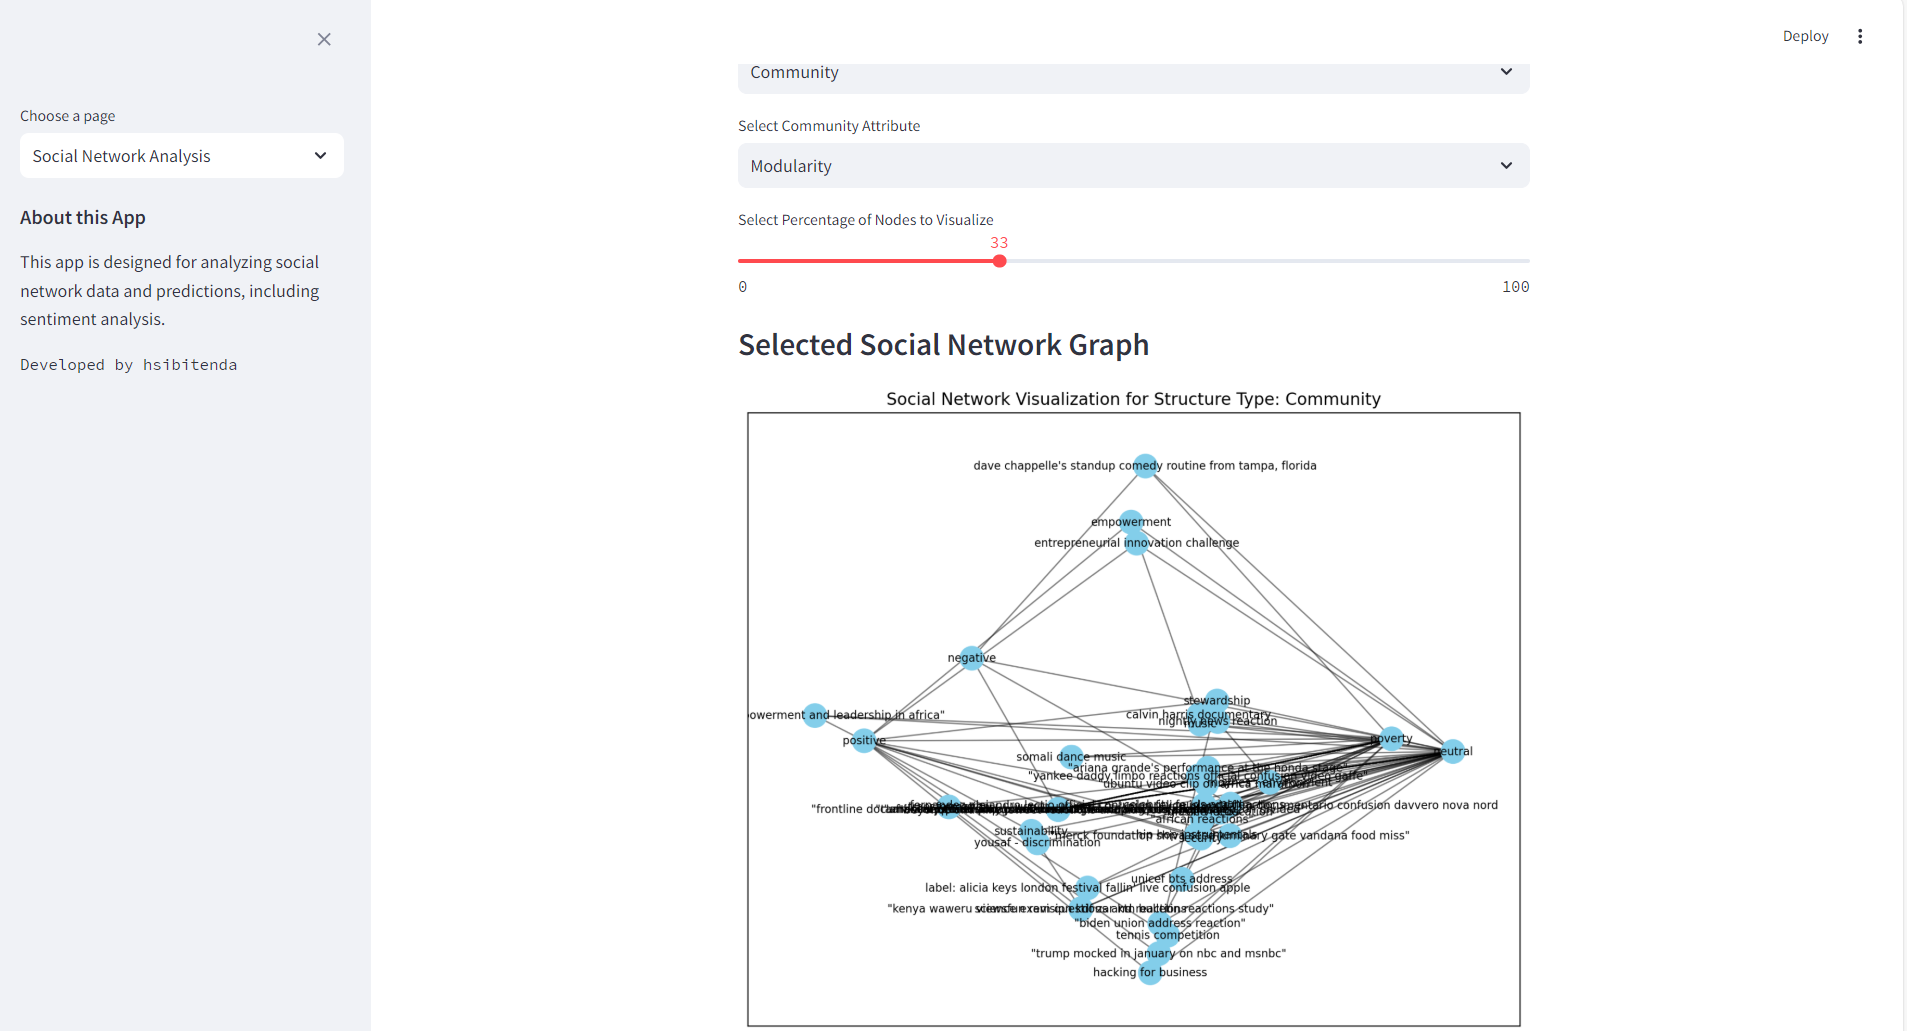 Deploy
Choose a page
Social Network Analysis
About this App
This app is designed for analyzing social
network data and predictions, including
sentiment analysis.
Developed by hsibitenda
Community
Select Community Attribute
Modularity
Select Percentage of Nodes to Visualize
33
0
100
Selected Social Network Graph
Social Network Visualization for Structure Type: Community
dave chappelle's standup comedy routine from tampa, florida
empowerment
entrepreneurial innovation challenge
negative
stewardship
owerment and leadership in africa"
calvin harris documentary
nightly news reaction
music
positive
poverty
neutral
somali dance music
"ariana grande's performance at the honda stage"
"yankee daddy limbo reactions official confusion video gaffe"
"ubuntu video clip on africa
confusion davvero nova nord
"frontline
"african reactions
sustainability
"merck foundation
gate vandana food miss"
security
yousaf - discrimination
unicef bts address
label: alicia keys london festival fallin' live confusion apple
"kenya waweru
reactions study"
"biden union address reaction"
tennis competition
"trump mocked in january on nbc and msnbc"
hacking for business